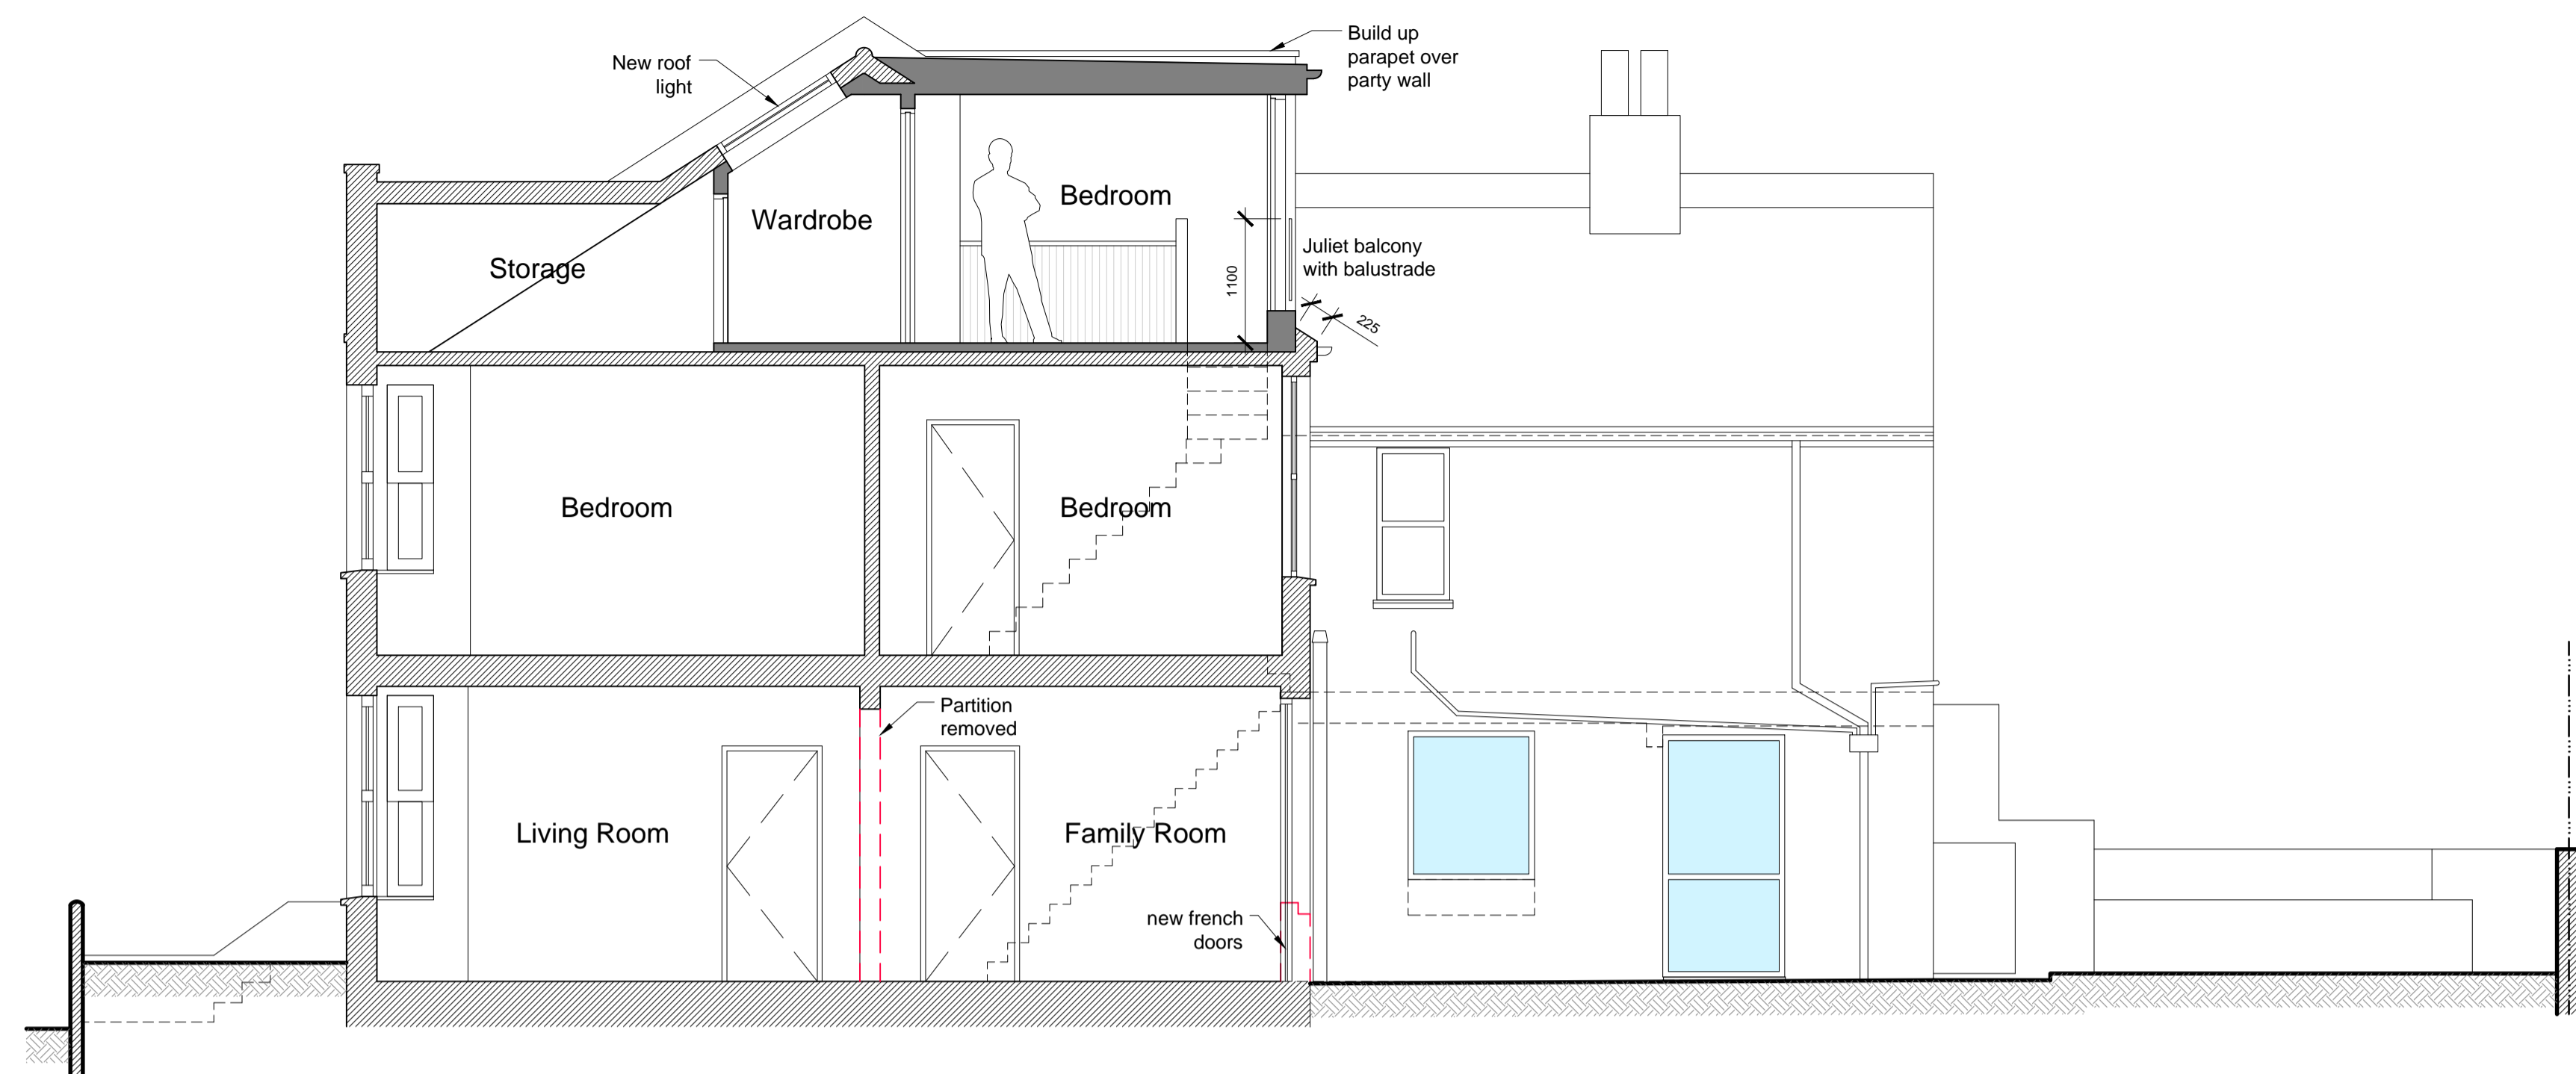 New roof
light
Build up
parapet over
party wall
Bedroom
Wardrobe
Storage
1100
Juliet balcony
with balustrade
225
Bedroom
Bedroom
Partition
removed
Living Room
Family Room
new french
doors